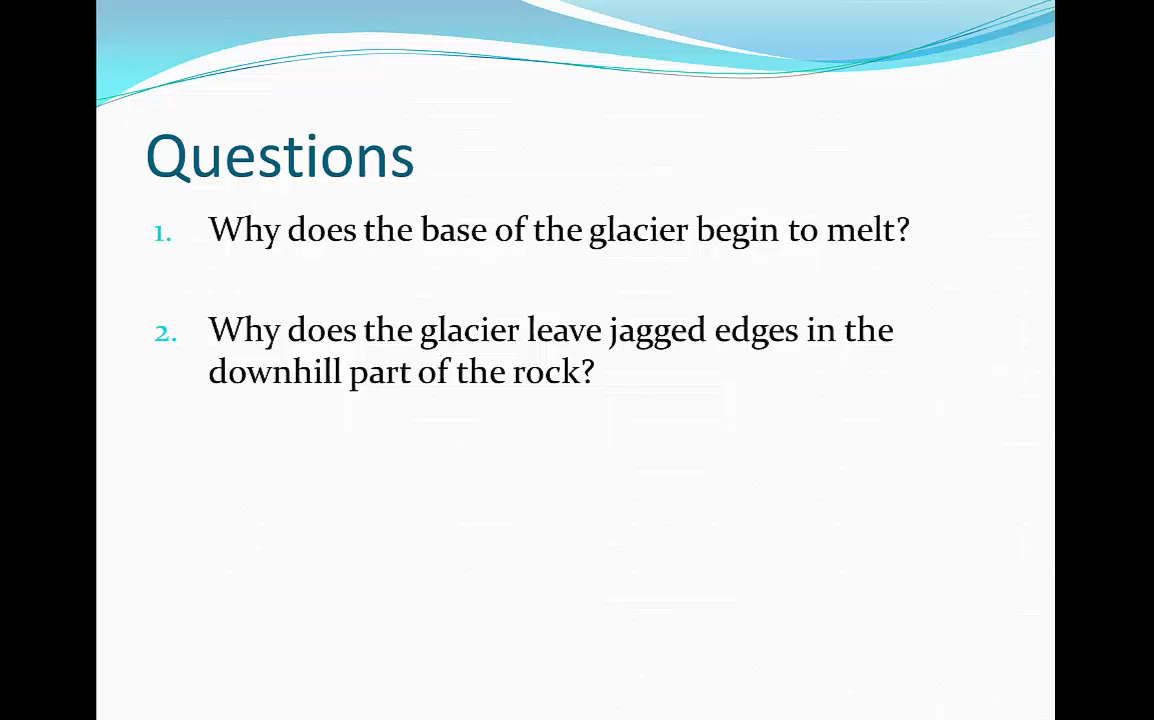 Questions
1. Why does the base of the glacier begin to melt?
2. Why does the glacier leave jagged edges in the
downhill part of the rock?